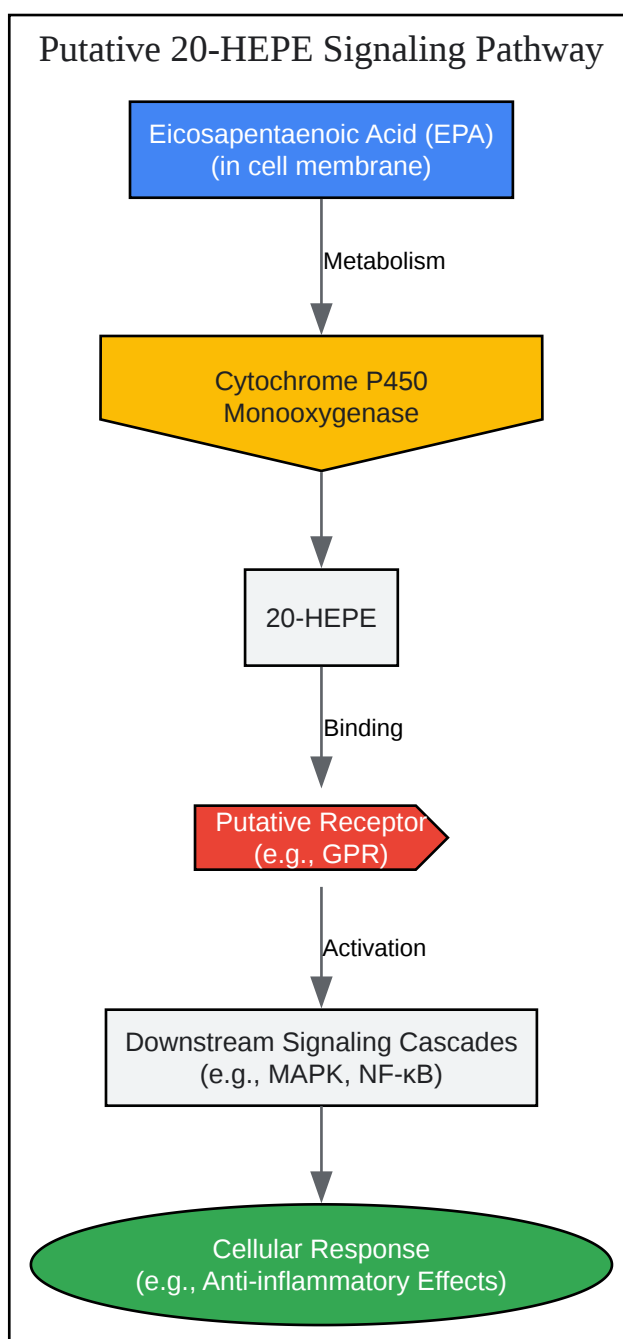 Putative 20-HEPE Signaling Pathway
Eicosapentaenoic Acid (EPA)
(in cell membrane)
Metabolism
Cytochrome P450
Monooxygenase
20-HEPE
Binding
Putative Receptor
(e.g., GPR)
Activation
Downstream Signaling Cascades
(e.g., MAPK, NF-κB)
Cellular Response
(e.g., Anti-inflammatory Effects)